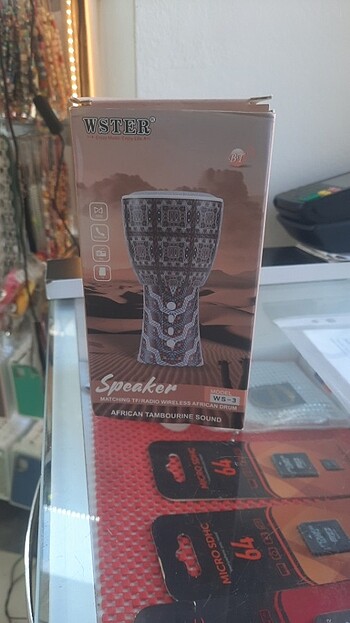 WSTER®
BT
Speaker
MODEL:
WS-3
MATCHING TF/RADIO WIRELESS AFRICAN DRUM
AFRICAN TAMBOURINE SOUND
MICRO SDHC
64
MICRO SDHC
64